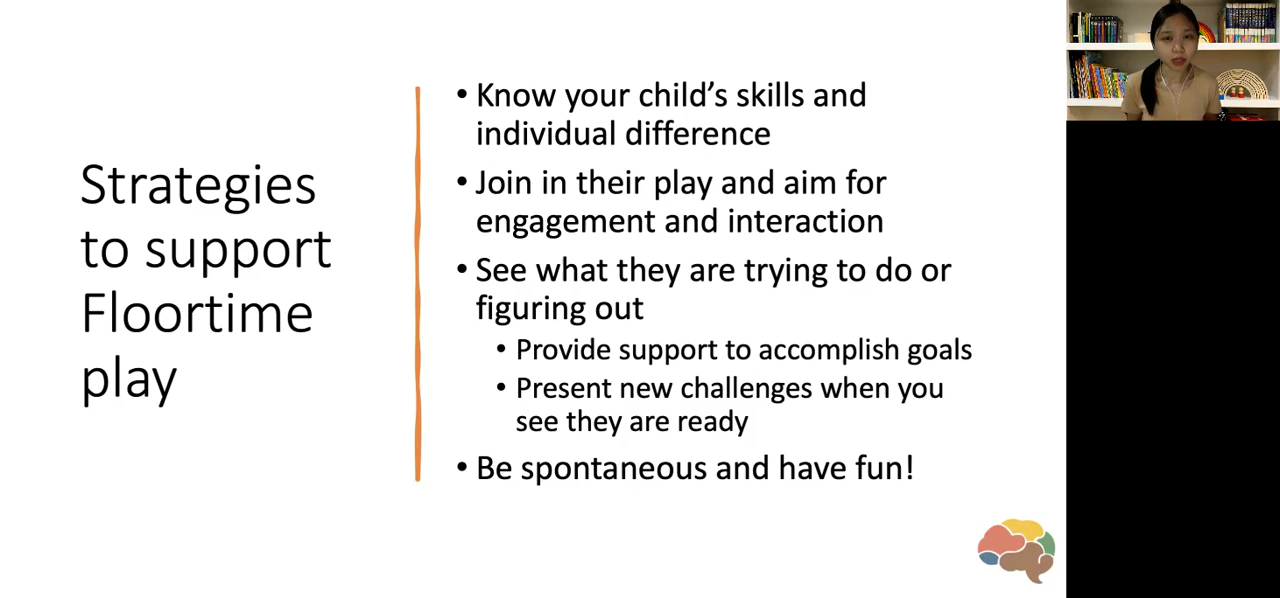 Strategies
to support
Floortime
play
• Know your child's skills and
individual difference
• Join in their play and aim for
engagement and interaction
• See what they are trying to do or
figuring out
• Provide support to accomplish goals
• Present new challenges when you
see they are ready
• Be spontaneous and have fun!